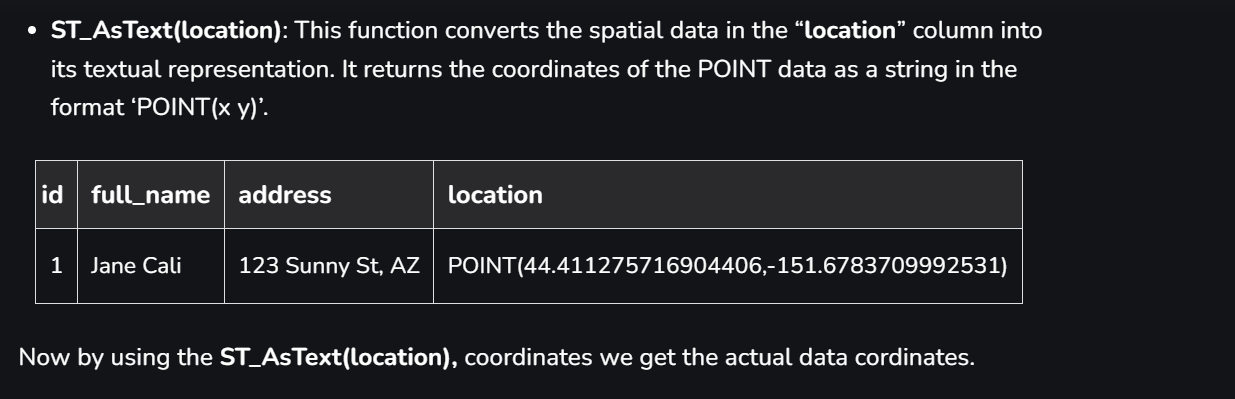 • ST_AsText(location): This function converts the spatial data in the “location” column into
its textual representation. It returns the coordinates of the POINT data as a string in the
format ‘POINT(x y)’.
id full_name address location
1 Jane Cali 123 Sunny St, AZ POINT(44.411275716904406,-151.6783709992531)
Now by using the ST_AsText(location), coordinates we get the actual data cordinates.